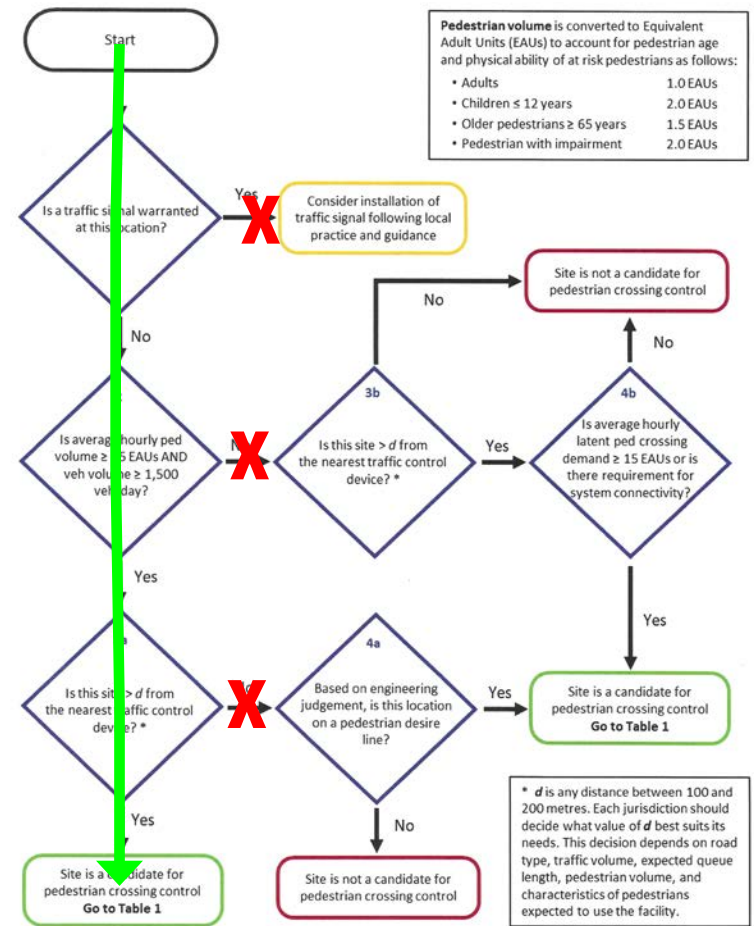 Start
Pedestrian volume is converted to Equivalent
Adult Units (EAUs) to account for pedestrian age
and physical ability of at risk pedestrians as follows:
• Adults 1.0 EAUs
• Children ≤ 12 years 2.0 EAUs
• Older pedestrians ≥ 65 years 1.5 EAUs
• Pedestrian with impairment 2.0 EAUs
Is a traffic signal warranted
at this location?
Yes
X
Consider installation of
traffic signal following local
practice and guidance
Site is not a candidate for
pedestrian crossing control
No
No
No
Is average hourly ped
volume ≥ EAUs AND
veh volume ≥ 1,500
veh/day?
X
3b
Is this site > d from
the nearest traffic control
device? *
Yes
4b
Is average hourly
latent ped crossing
demand ≥ 15 EAUs or is
there requirement for
system connectivity?
Yes
Yes
Is this site > d from
the nearest traffic control
device? *
X
4a
Based on engineering
judgement, is this location
on a pedestrian desire
line?
Yes
Site is a candidate for
pedestrian crossing control
Go to Table 1
Yes
No
Site is a candidate for
pedestrian crossing control
Go to Table 1
Site is not a candidate for
pedestrian crossing control
* d is any distance between 100 and
200 metres. Each jurisdiction should
decide what value of d best suits its
needs. This decision depends on road
type, traffic volume, expected queue
length, pedestrian volume, and
characteristics of pedestrians
expected to use the facility.